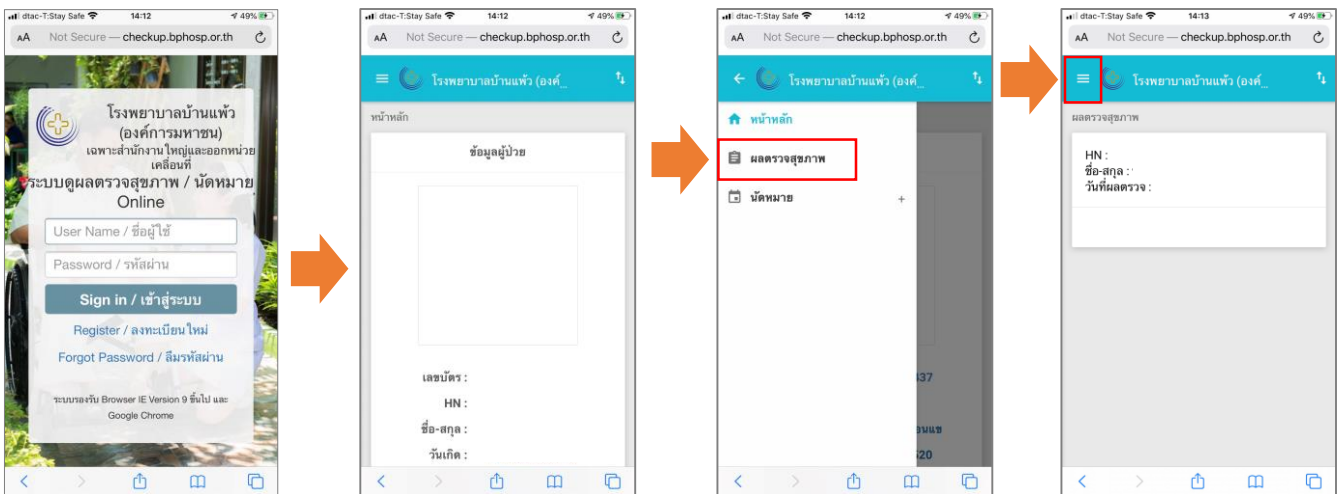 dtac-T:Stay Safe 14:12 49%
AA Not Secure — checkup.bphosp.or.th
โรงพยาบาลบ้านแพ้ว
(องค์การมหาชน)
เฉพาะสำนักงานใหญ่และออกหน่วย
เคลื่อนที่
ระบบดูผลตรวจสุขภาพ / นัดหมาย
Online
User Name / ชื่อผู้ใช้
Password / รหัสผ่าน
Sign in / เข้าสู่ระบบ
Register / ลงทะเบียนใหม่
Forgot Password / ลืมรหัสผ่าน
ระบบรองรับ Browser IE Version 9 ขึ้นไป และ
Google Chrome
dtac-T:Stay Safe 14:12 49%
AA Not Secure — checkup.bphosp.or.th
โรงพยาบาลบ้านแพ้ว (องค์_
หน้าหลัก
ข้อมูลผู้ป่วย
เลขบัตร :
HN :
ชื่อ-สกุล :
วันเกิด :
dtac-T:Stay Safe 14:12 49%
AA Not Secure — checkup.bphosp.or.th
โรงพยาบาลบ้านแพ้ว (องค์_
หน้าหลัก
ผลตรวจสุขภาพ
นัดหมาย +
337
อนแข
520
dtac-T:Stay Safe 14:13 49%
AA Not Secure — checkup.bphosp.or.th
โรงพยาบาลบ้านแพ้ว (องค์_
ผลตรวจสุขภาพ
HN :
ชื่อ-สกุล :
วันที่ผลตรวจ :